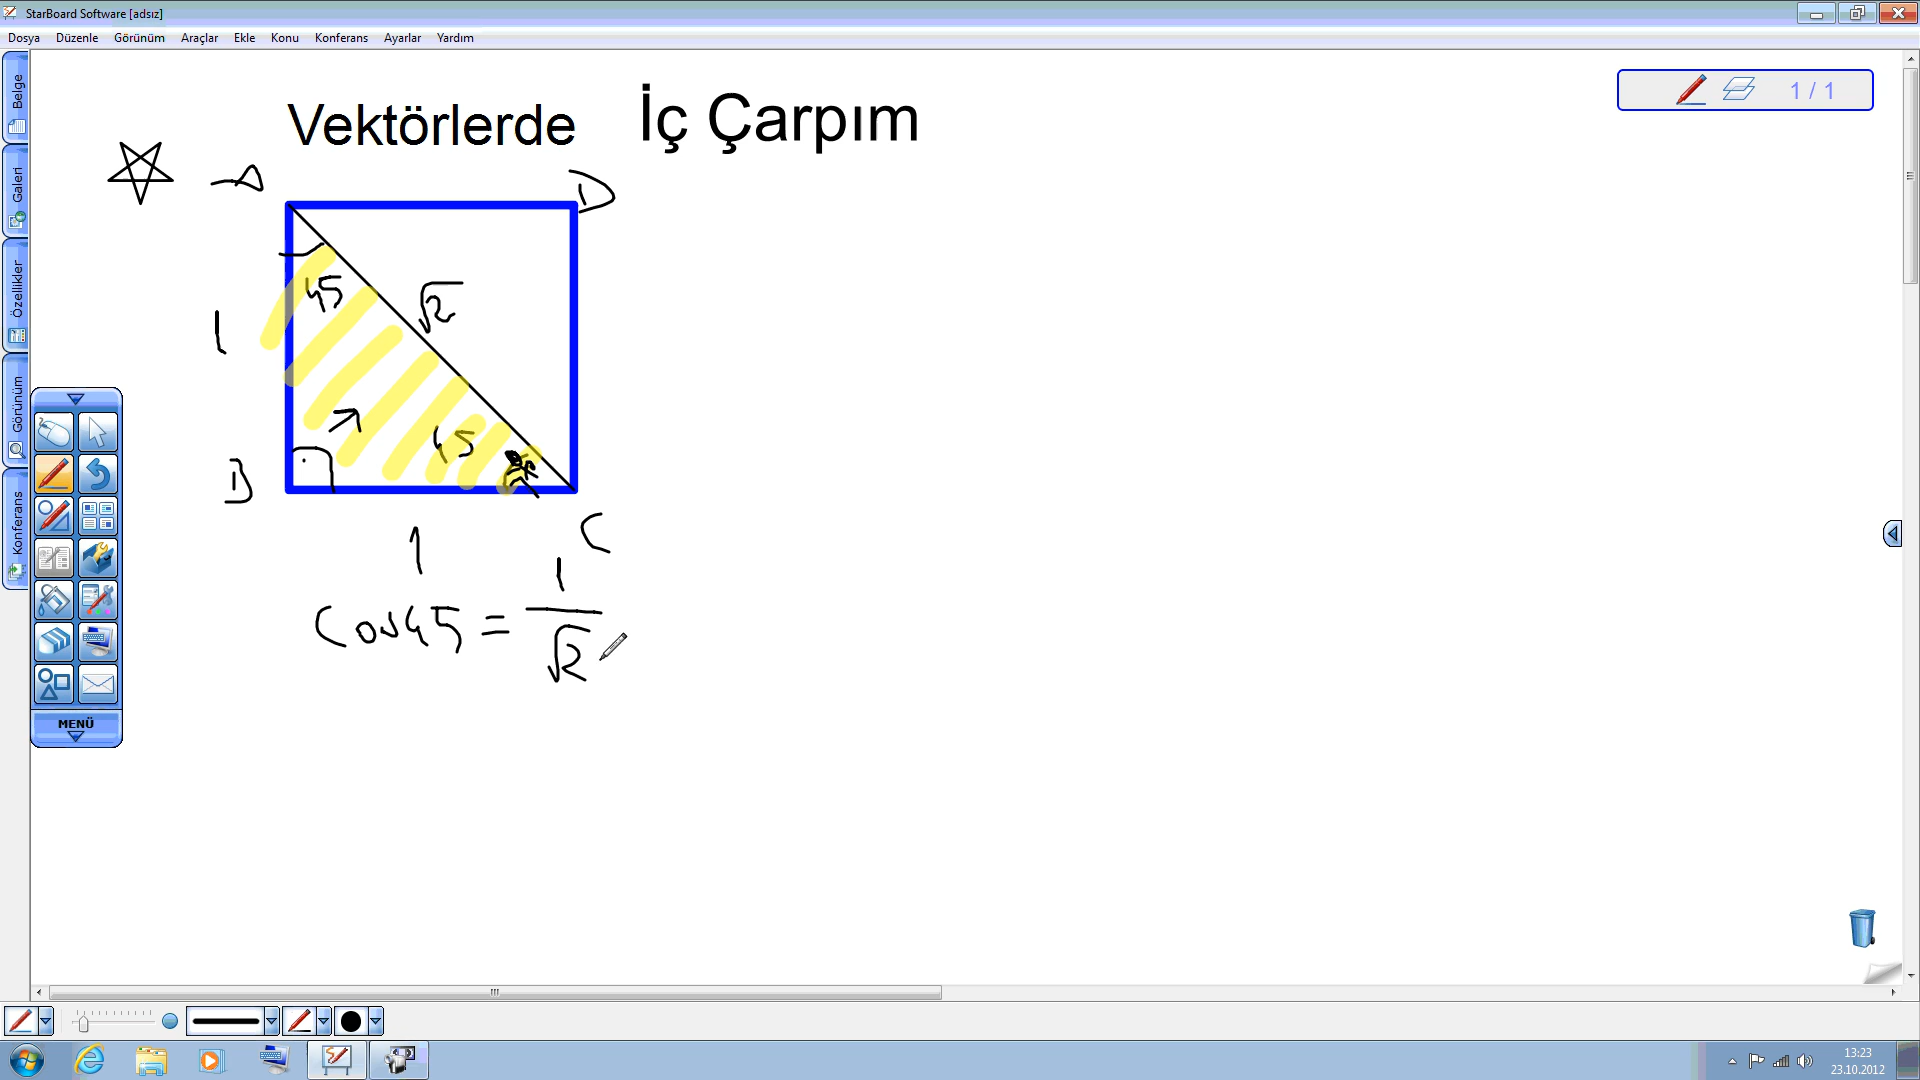 StarBoard Software [adsız]
Dosya Düzenle Görünüm Araçlar Ekle Konu Konferans Ayarlar Yardım
Belge
Galeri
Özellikler
Görünüm
Konferans
1 / 1
Vektörlerde İç Çarpım
A D
45
√2
1
45
B
1 C
Cos45 = 1/√2
MENÜ
13:23
23.10.2012